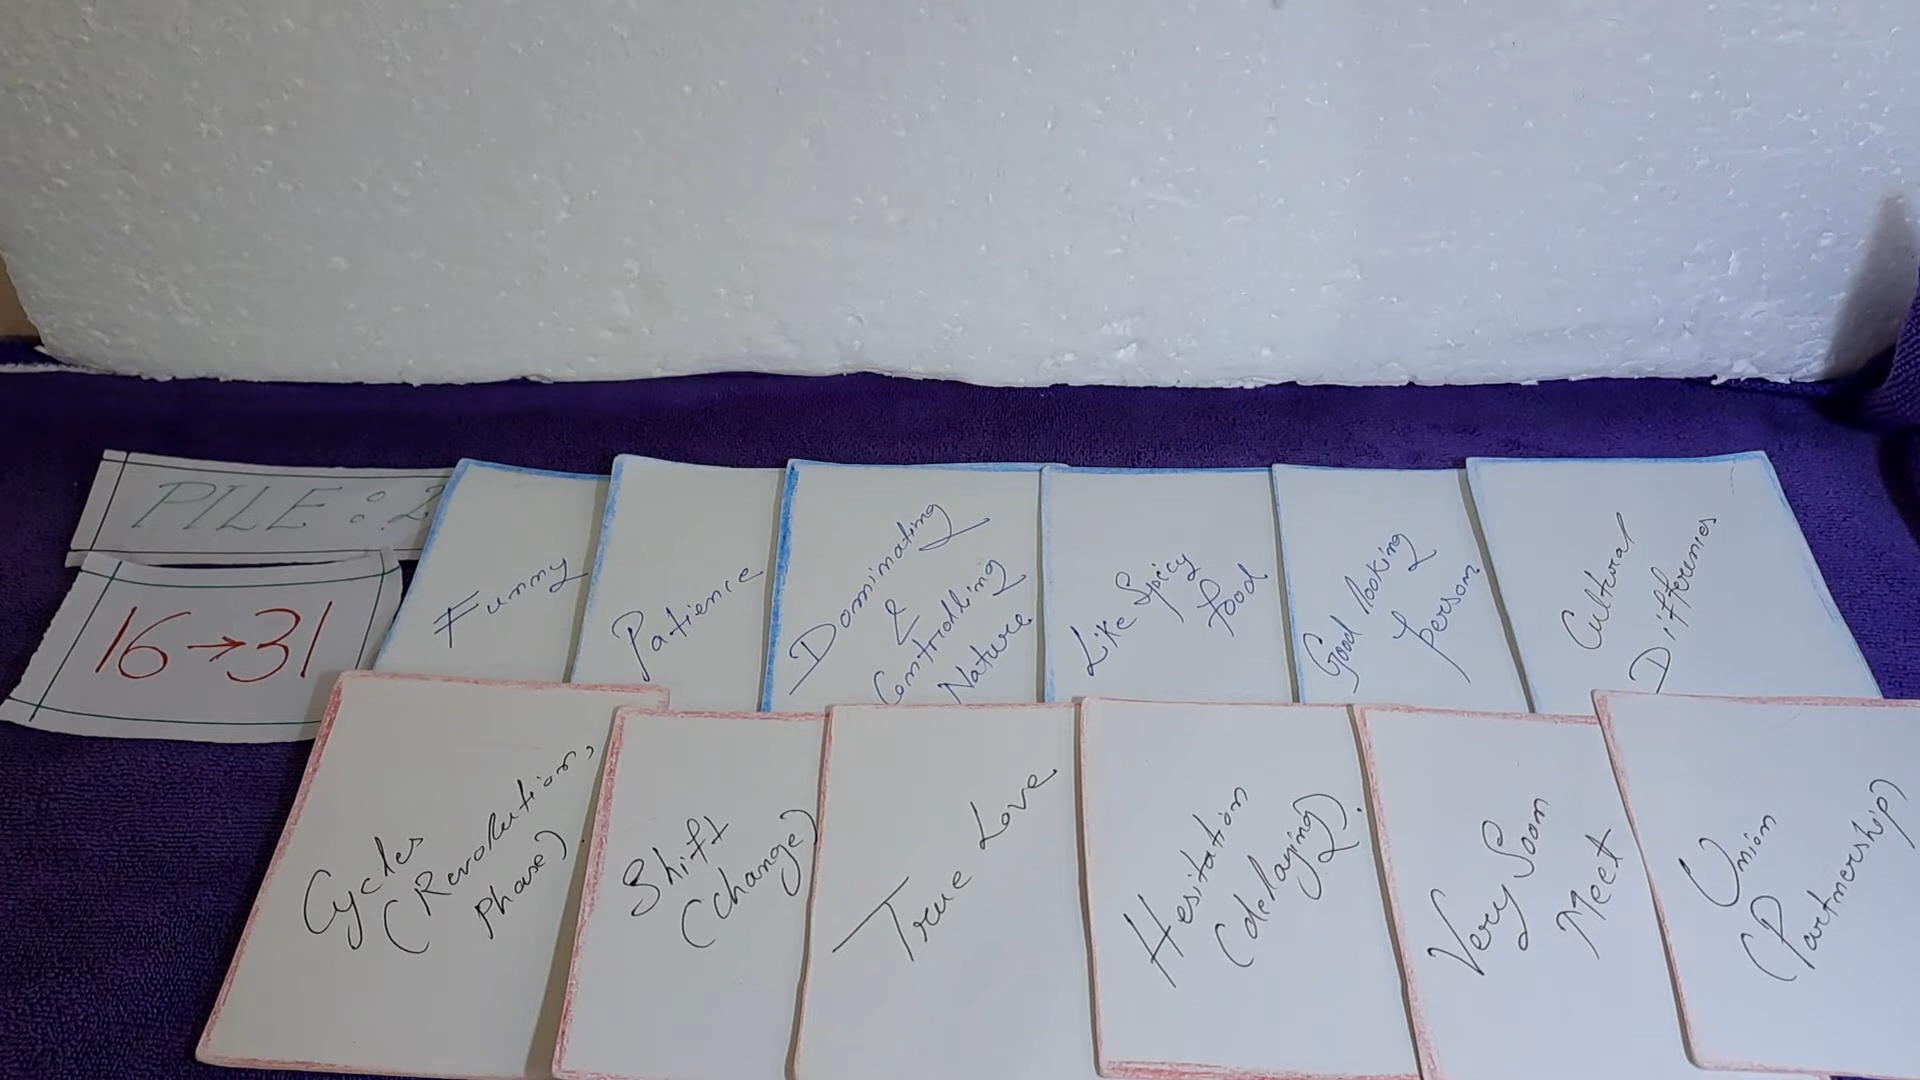 PILE: 2
16→31
Funny
Patience
Dominating
&
Controlling
Nature
Like Spicy
food
Good looking
person
Cultural
Differenies
Cycles
(Revolution,
Phase)
Shift
(change)
True Love
Hesitation
(delaying).
Very Soon
Meet
Union
(Partnership)